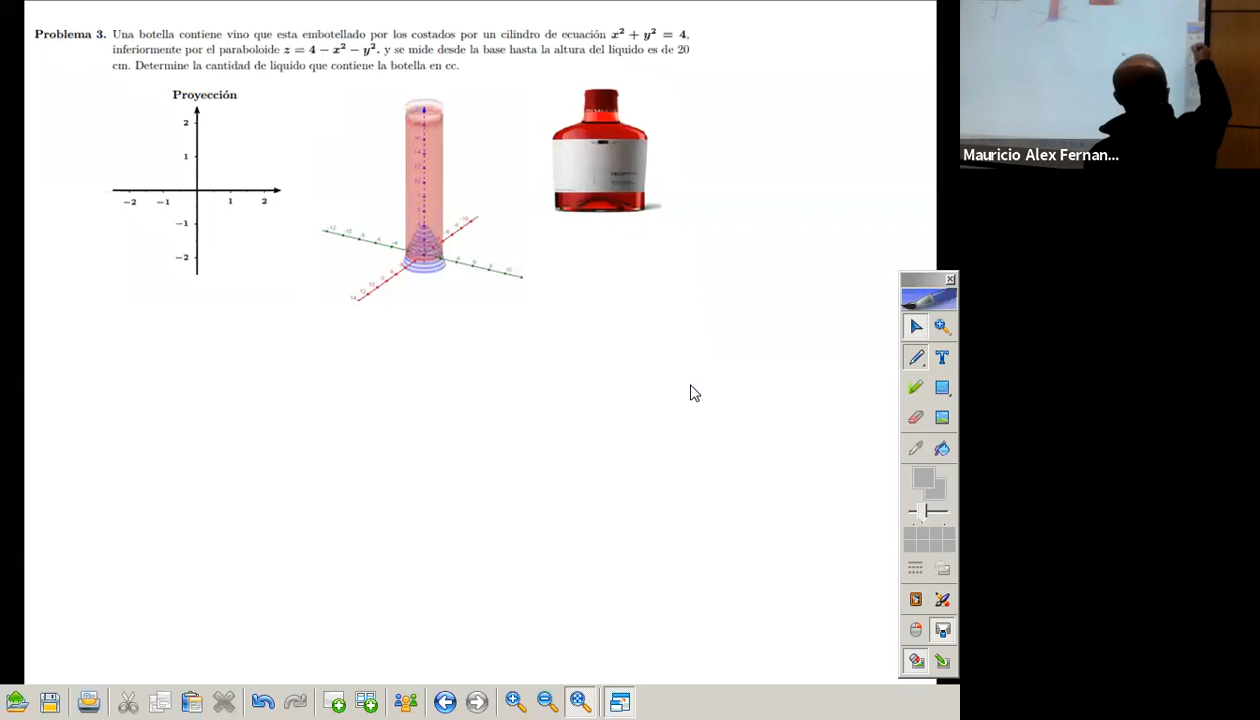 Problema 3. Una botella contiene vino que esta embotellado por los costados por un cilindro de ecuación x² + y² = 4,
inferiormente por el paraboloide z = 4 − x² − y². y se mide desde la base hasta la altura del liquido es de 20
cm. Determine la cantidad de liquido que contiene la botella en cc.
Proyección
2
1
−2 −1 1 2
−1
−2
Mauricio Alex Fernan...